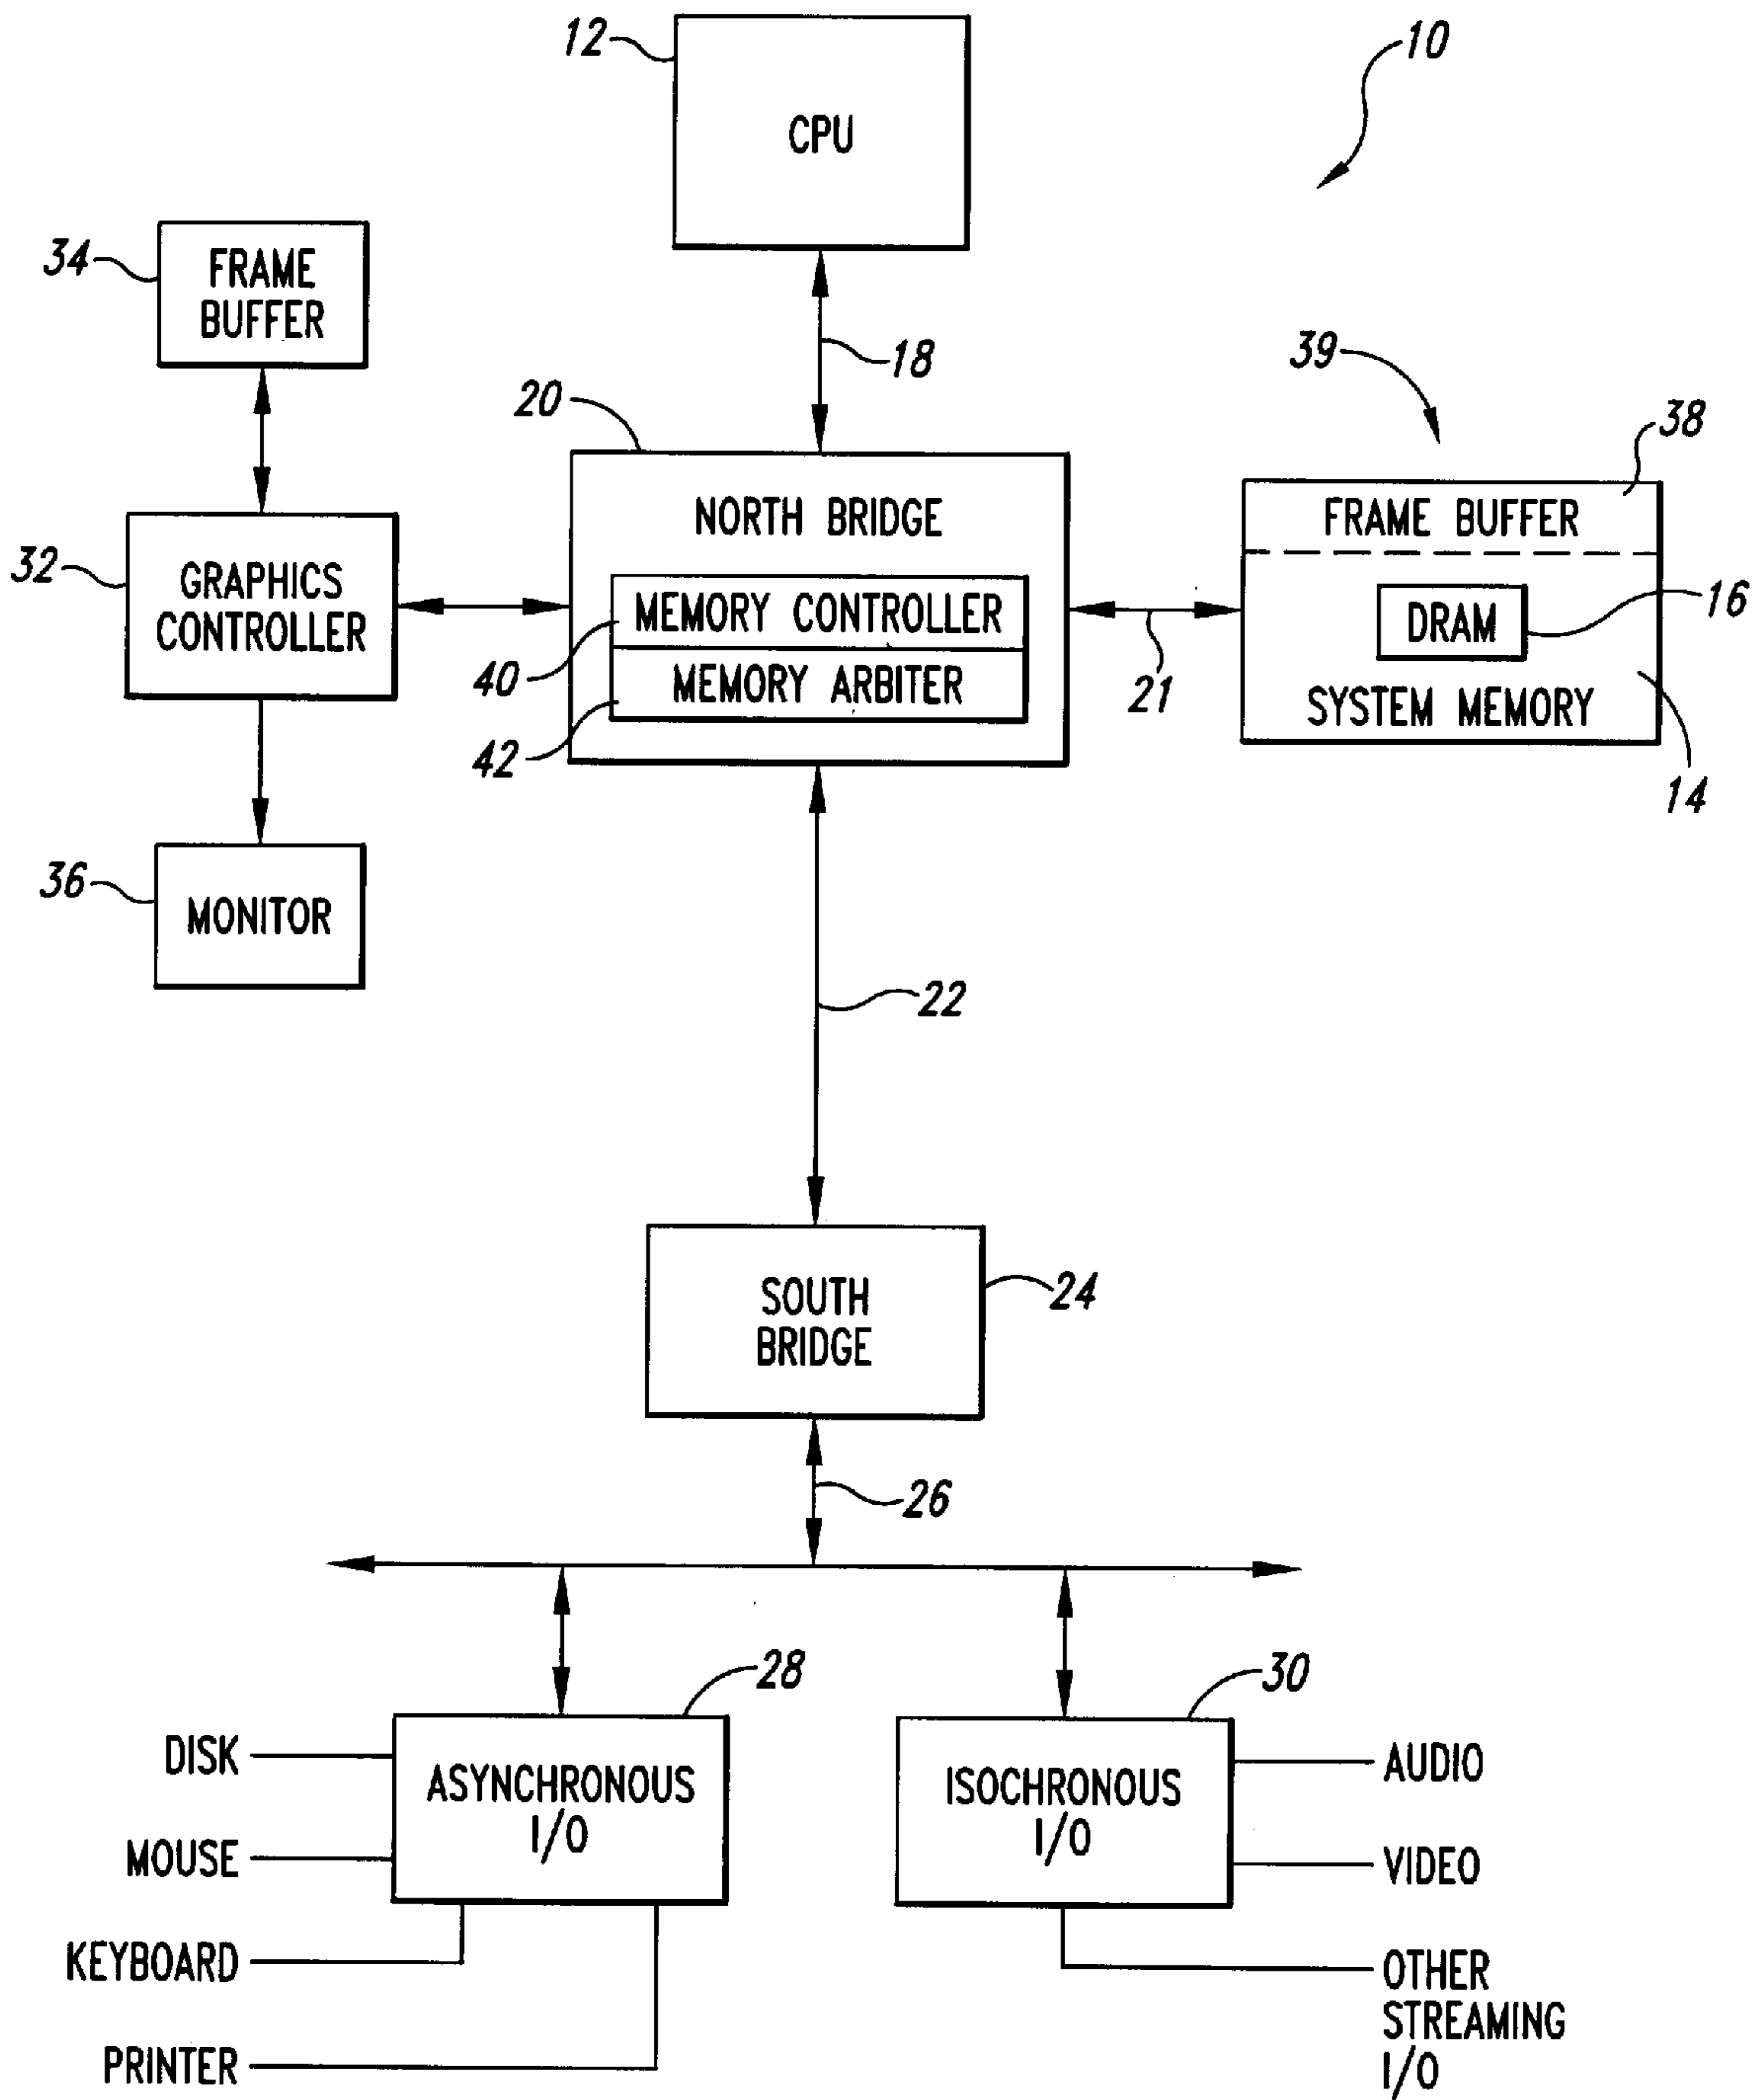 12
CPU
10
34
FRAME
BUFFER
18
39
20
38
NORTH BRIDGE
FRAME BUFFER
32
GRAPHICS
CONTROLLER
MEMORY CONTROLLER
DRAM
16
40
MEMORY ARBITER
21
SYSTEM MEMORY
42
14
36
MONITOR
22
SOUTH
BRIDGE
24
26
28
30
DISK
ASYNCHRONOUS
I/O
ISOCHRONOUS
I/O
AUDIO
MOUSE
VIDEO
KEYBOARD
OTHER
STREAMING
I/O
PRINTER